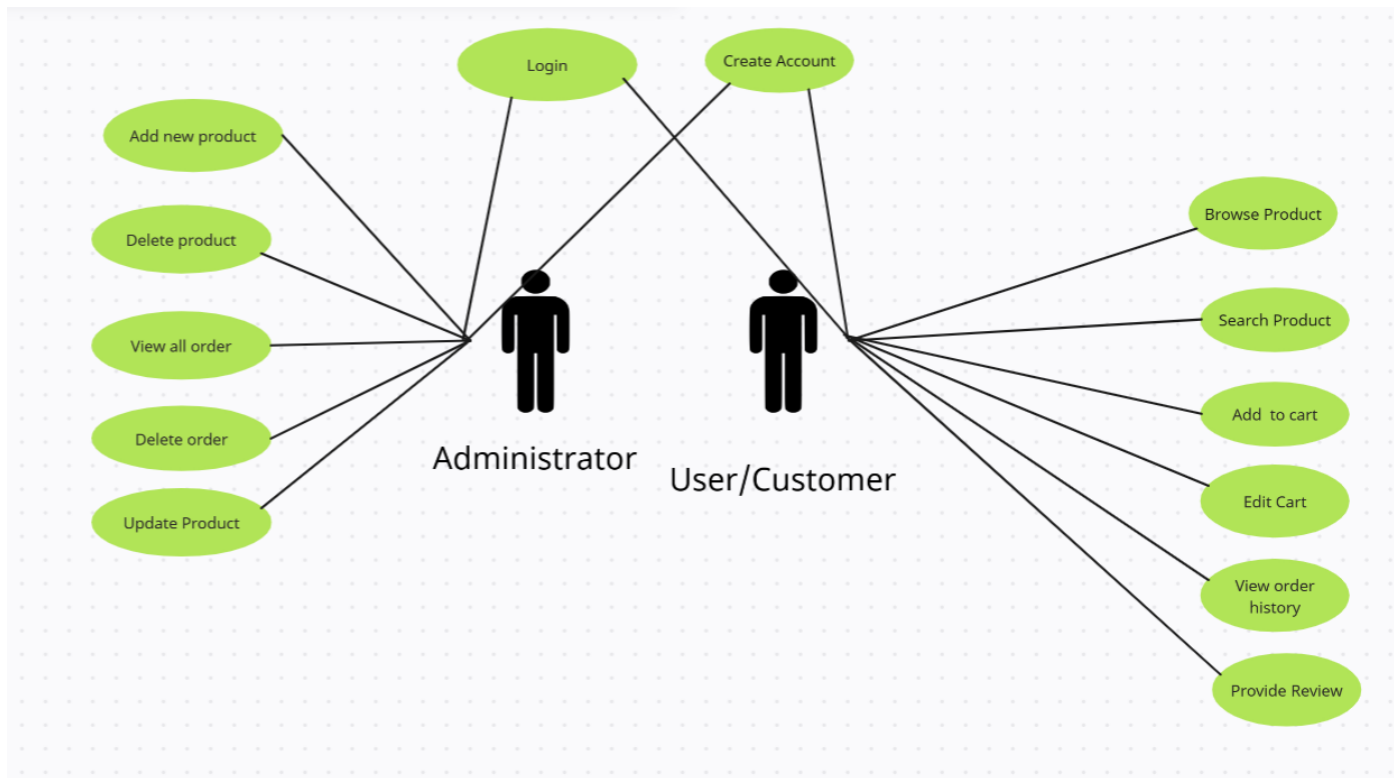 Login
Create Account
Add new product
Delete product
View all order
Delete order
Update Product
Administrator
User/Customer
Browse Product
Search Product
Add to cart
Edit Cart
View order
history
Provide Review